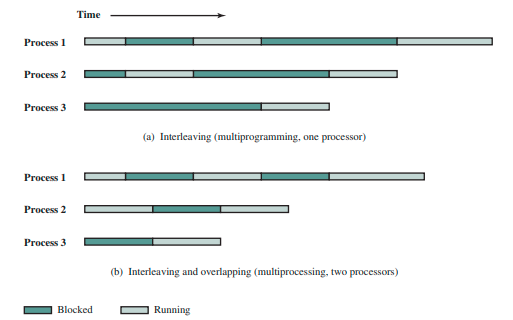 Time
Process 1
Process 2
Process 3
(a) Interleaving (multiprogramming, one processor)
Process 1
Process 2
Process 3
(b) Interleaving and overlapping (multiprocessing, two processors)
Blocked Running